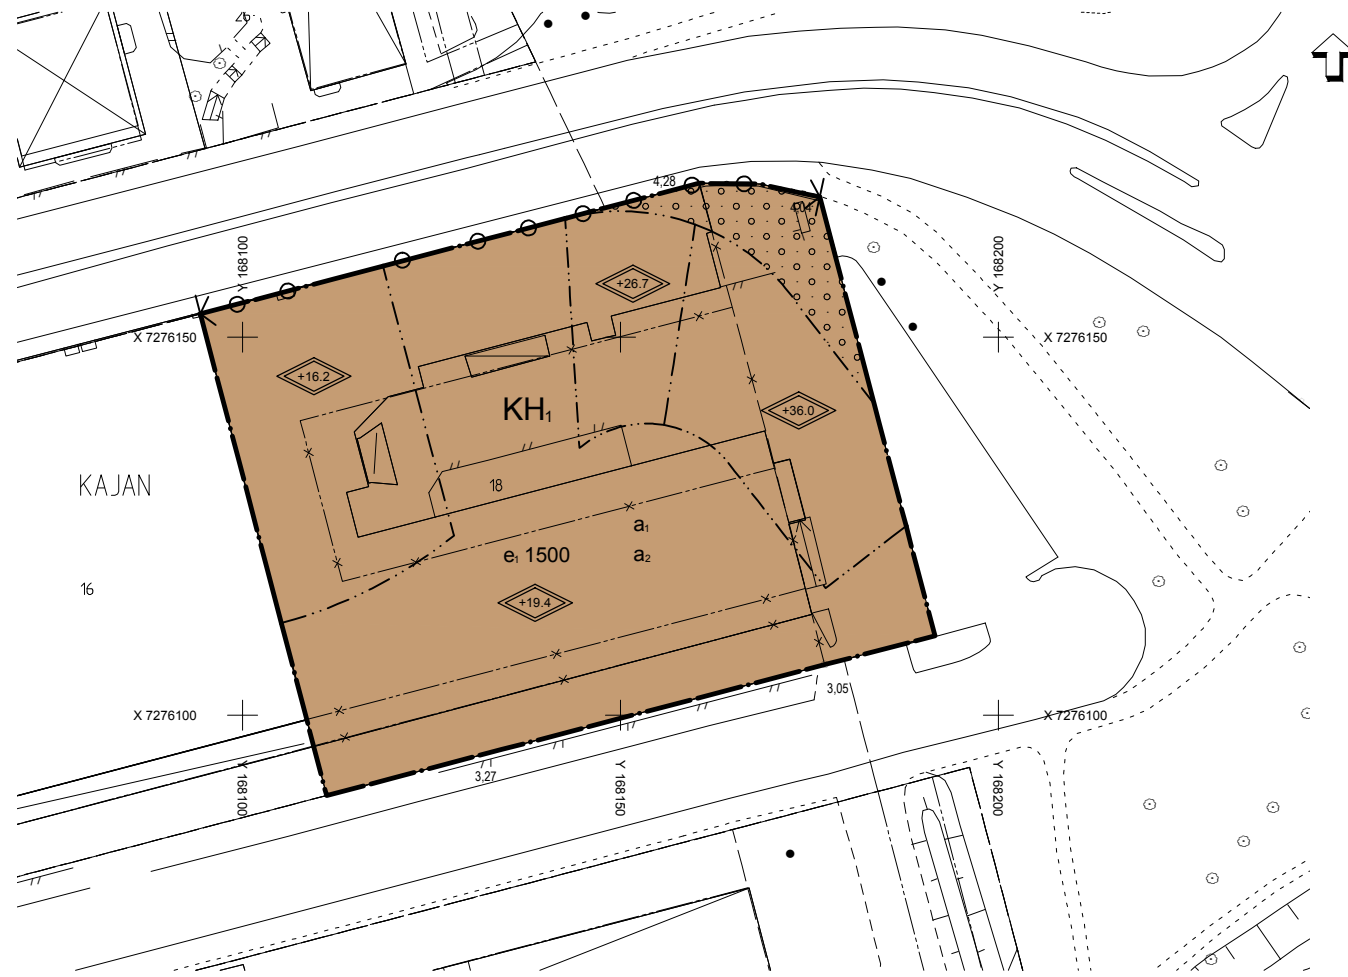 26
4,28
4,04
Y 168100
Y 168200
+26.7
X 7276150
X 7276150
+16.2
KH₁
+36.0
KAJAN
18
a₁
e₁ 1500
a₂
16
+19.4
3,05
X 7276100
X 7276100
3,27
Y 168100
Y 168150
Y 168200